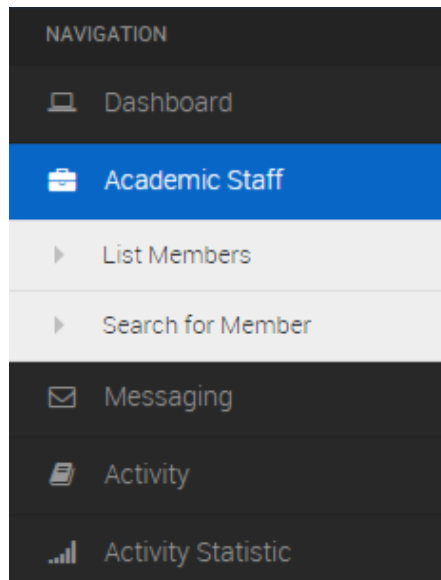 NAVIGATION
Dashboard
Academic Staff
List Members
Search for Member
Messaging
Activity
Activity Statistic